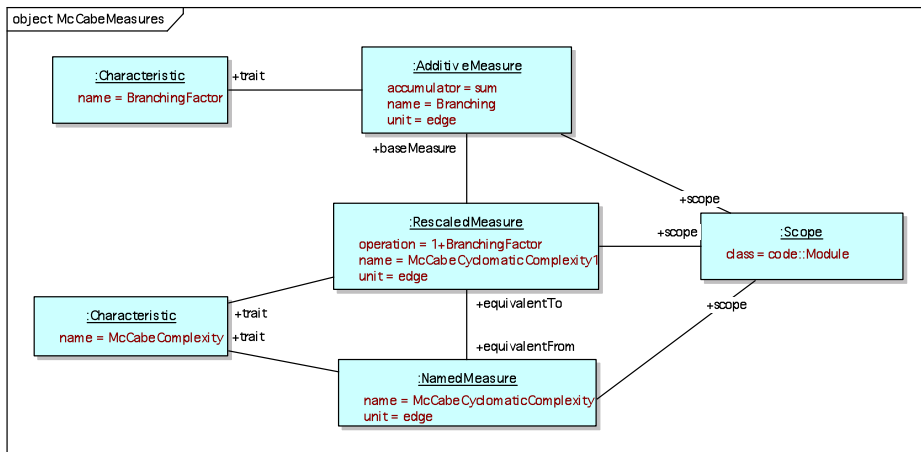 object McCabeMeasures
:Characteristic
name = BranchingFactor
+trait
:AdditiveMeasure
accumulator = sum
name = Branching
unit = edge
+baseMeasure
+scope
:RescaledMeasure
operation = 1+BranchingFactor
name = McCabeCyclomaticComplexity1
unit = edge
+scope
:Scope
class = code::Module
:Characteristic
name = McCabeComplexity
+trait
+trait
+equivalentTo
+equivalentFrom
+scope
:NamedMeasure
name = McCabeCyclomaticComplexity
unit = edge